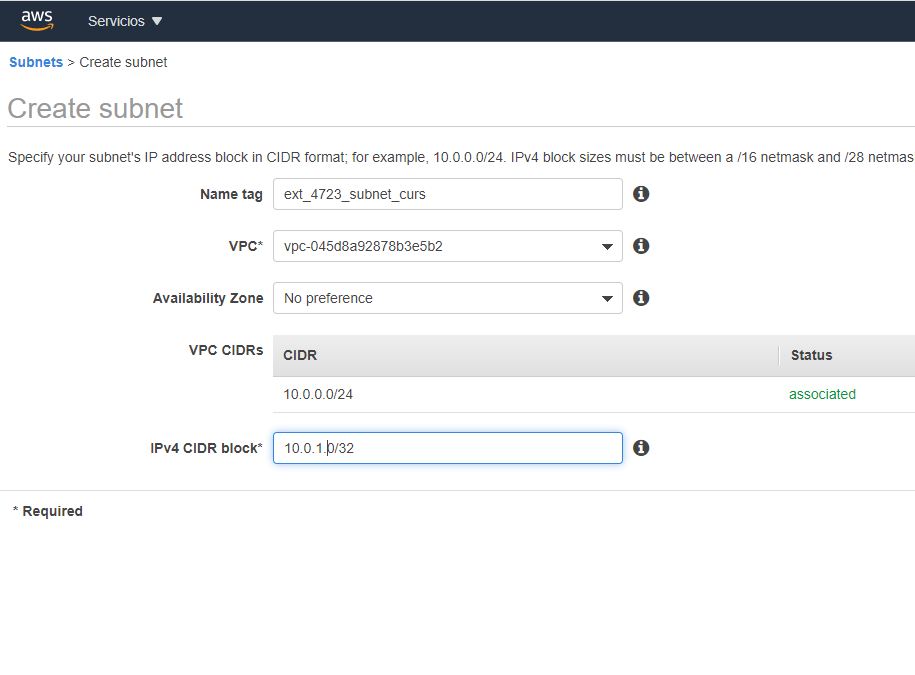 aws Servicios
Subnets > Create subnet
Create subnet
Specify your subnet's IP address block in CIDR format; for example, 10.0.0.0/24. IPv4 block sizes must be between a /16 netmask and /28 netmas
Name tag ext_4723_subnet_curs
VPC* vpc-045d8a92878b3e5b2
Availability Zone No preference
VPC CIDRs CIDR Status
10.0.0.0/24 associated
IPv4 CIDR block* 10.0.1.0/32
* Required